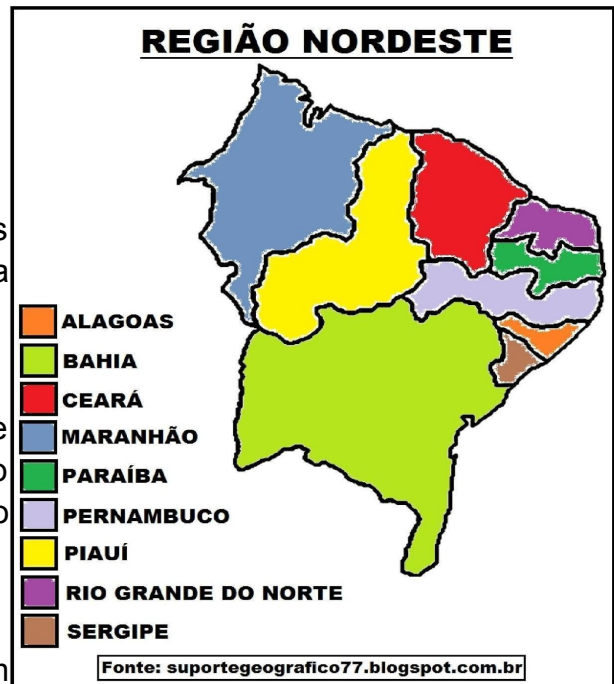 REGIÃO NORDESTE
s
a
ALAGOAS
BAHIA
CEARÁ
e
MARANHÃO
o
PARAÍBA
o
PERNAMBUCO
PIAUÍ
RIO GRANDE DO NORTE
SERGIPE
Fonte: suportegeografico77.blogspot.com.br